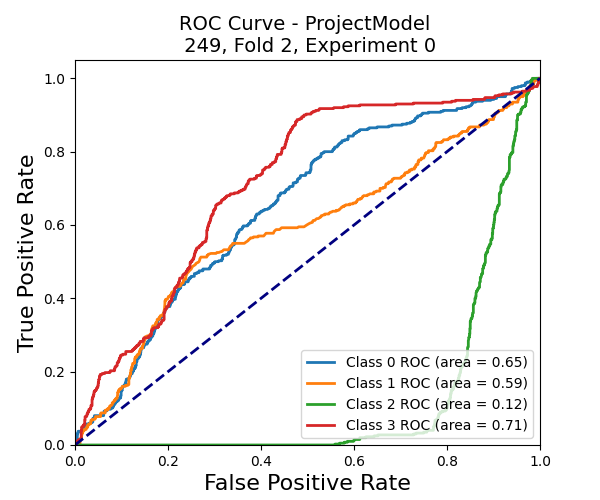 ROC Curve - ProjectModel
249, Fold 2, Experiment 0
True Positive Rate
1.0
0.8
0.6
0.4
0.2
0.0
Class 0 ROC (area = 0.65)
Class 1 ROC (area = 0.59)
Class 2 ROC (area = 0.12)
Class 3 ROC (area = 0.71)
0.0 0.2 0.4 0.6 0.8 1.0
False Positive Rate